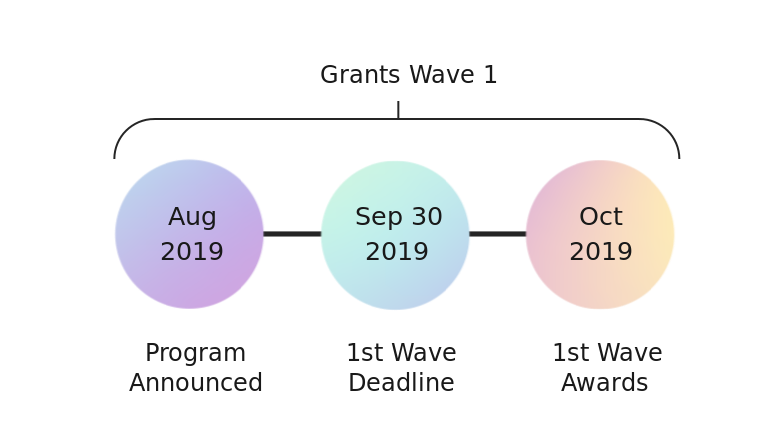 Grants Wave 1
Aug
2019
Sep 30
2019
Oct
2019
Program
Announced
1st Wave
Deadline
1st Wave
Awards